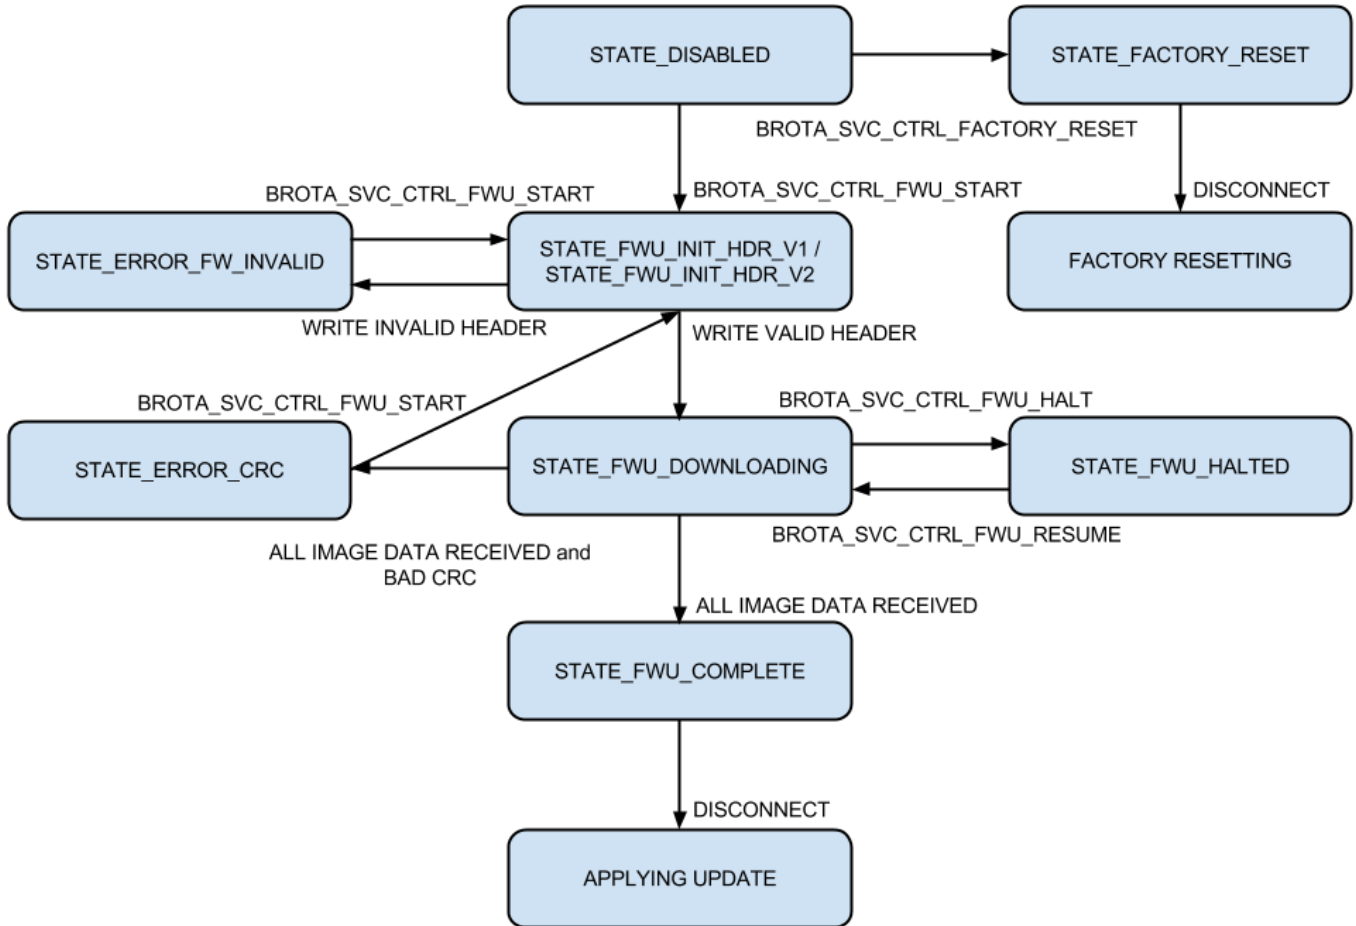 STATE_DISABLED
STATE_FACTORY_RESET
BROTA_SVC_CTRL_FACTORY_RESET
BROTA_SVC_CTRL_FWU_START
BROTA_SVC_CTRL_FWU_START
DISCONNECT
STATE_ERROR_FW_INVALID
STATE_FWU_INIT_HDR_V1 /
STATE_FWU_INIT_HDR_V2
FACTORY RESETTING
WRITE INVALID HEADER
WRITE VALID HEADER
BROTA_SVC_CTRL_FWU_START
BROTA_SVC_CTRL_FWU_HALT
STATE_ERROR_CRC
STATE_FWU_DOWNLOADING
STATE_FWU_HALTED
BROTA_SVC_CTRL_FWU_RESUME
ALL IMAGE DATA RECEIVED and
BAD CRC
ALL IMAGE DATA RECEIVED
STATE_FWU_COMPLETE
DISCONNECT
APPLYING UPDATE